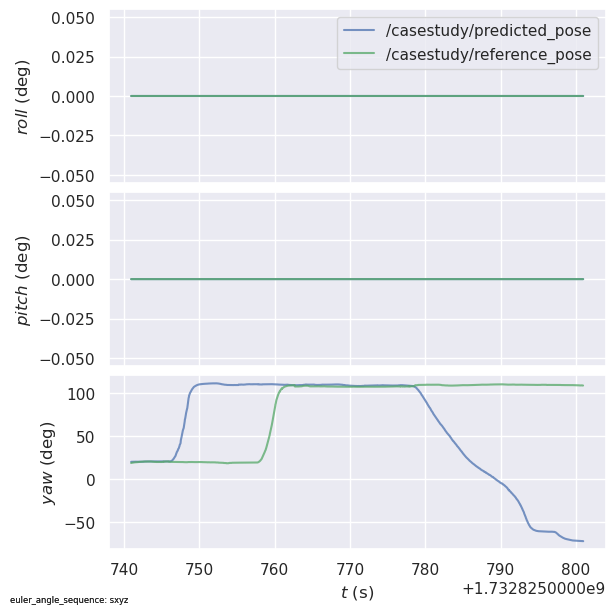 0.050
/casestudy/predicted_pose
/casestudy/reference_pose
0.025
0.000
−0.025
−0.050
roll (deg)
0.050
0.025
0.000
−0.025
−0.050
pitch (deg)
100
50
0
−50
yaw (deg)
740 750 760 770 780 790 800
t (s)
+1.7328250000e9
euler_angle_sequence: sxyz